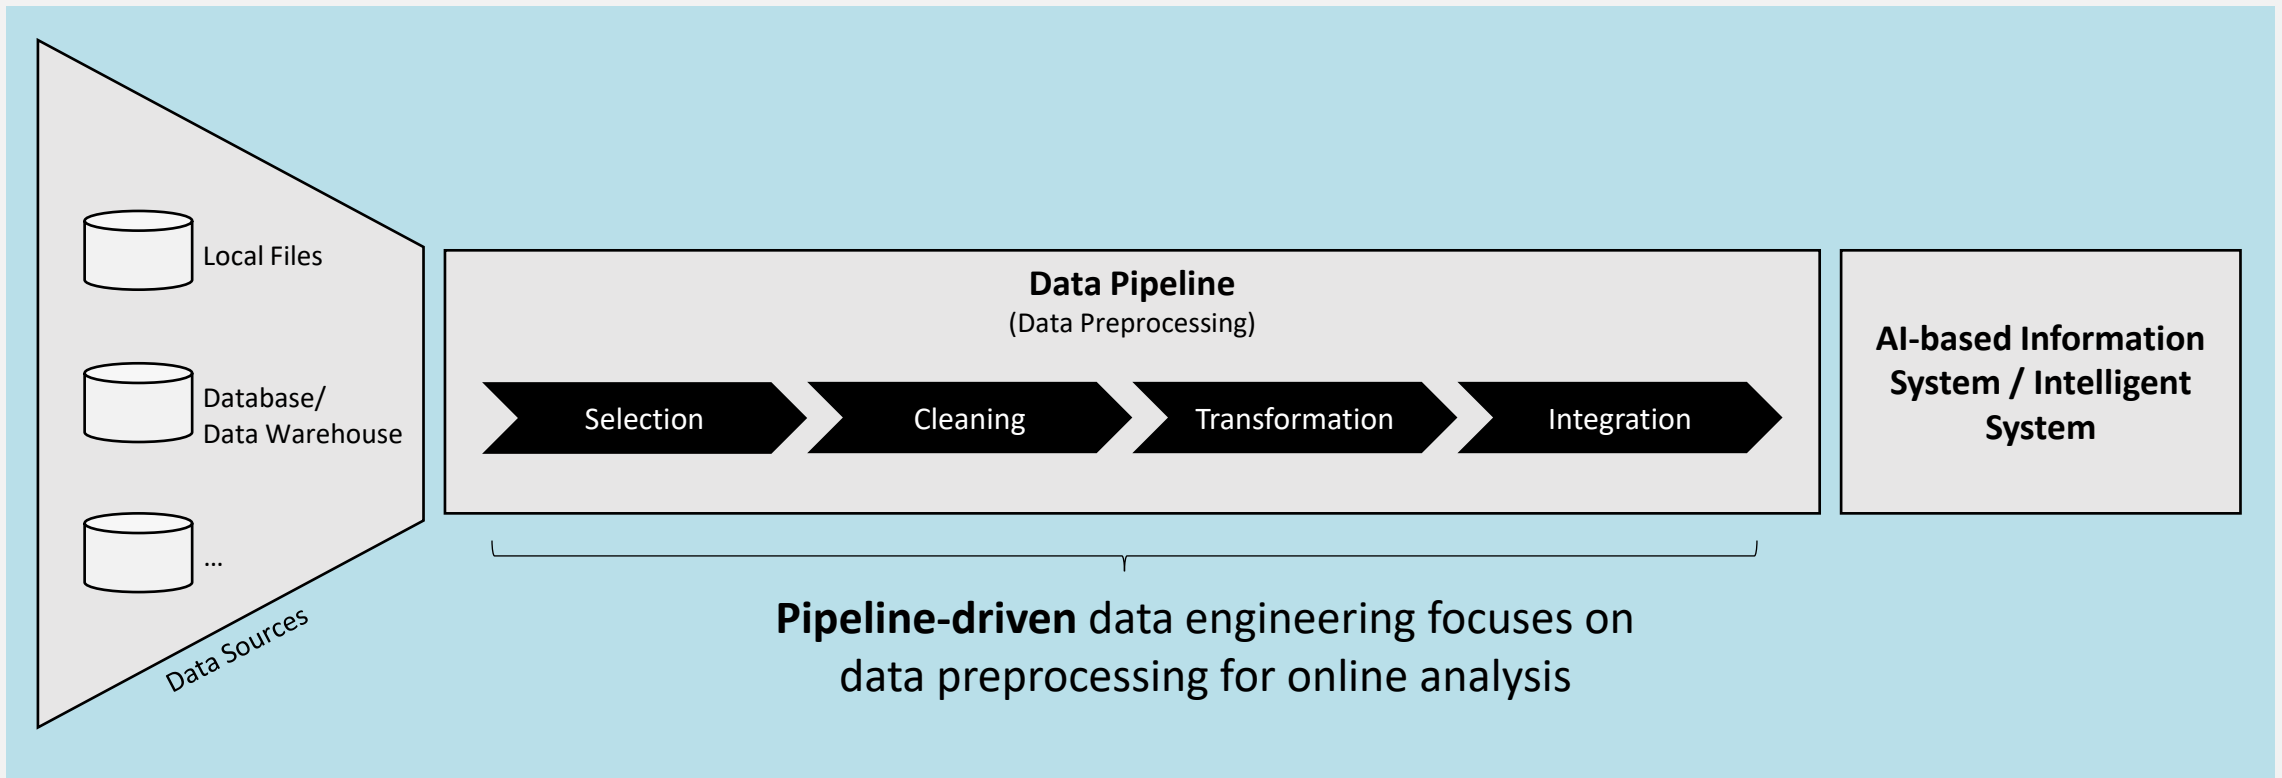 Local Files
Database/
Data Warehouse
...
Data Sources
Data Pipeline
(Data Preprocessing)
Selection
Cleaning
Transformation
Integration
AI-based Information
System / Intelligent
System
Pipeline-driven data engineering focuses on
data preprocessing for online analysis